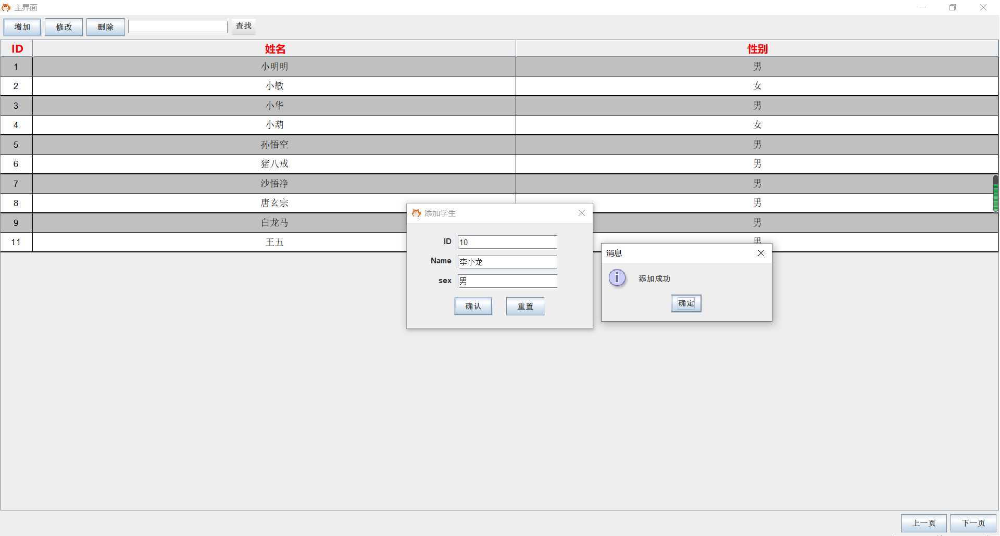 主界面
增加 修改 删除 查找
ID 姓名 性别
1 小明明 男
2 小敏 女
3 小华 男
4 小萌 女
5 孙悟空 男
6 猪八戒 男
7 沙悟净 男
8 唐玄宗 男
9 白龙马 男
11 王五 男
添加学生
ID 10
Name 李小龙
sex 男
确认 重置
消息
添加成功
确定
上一页 下一页